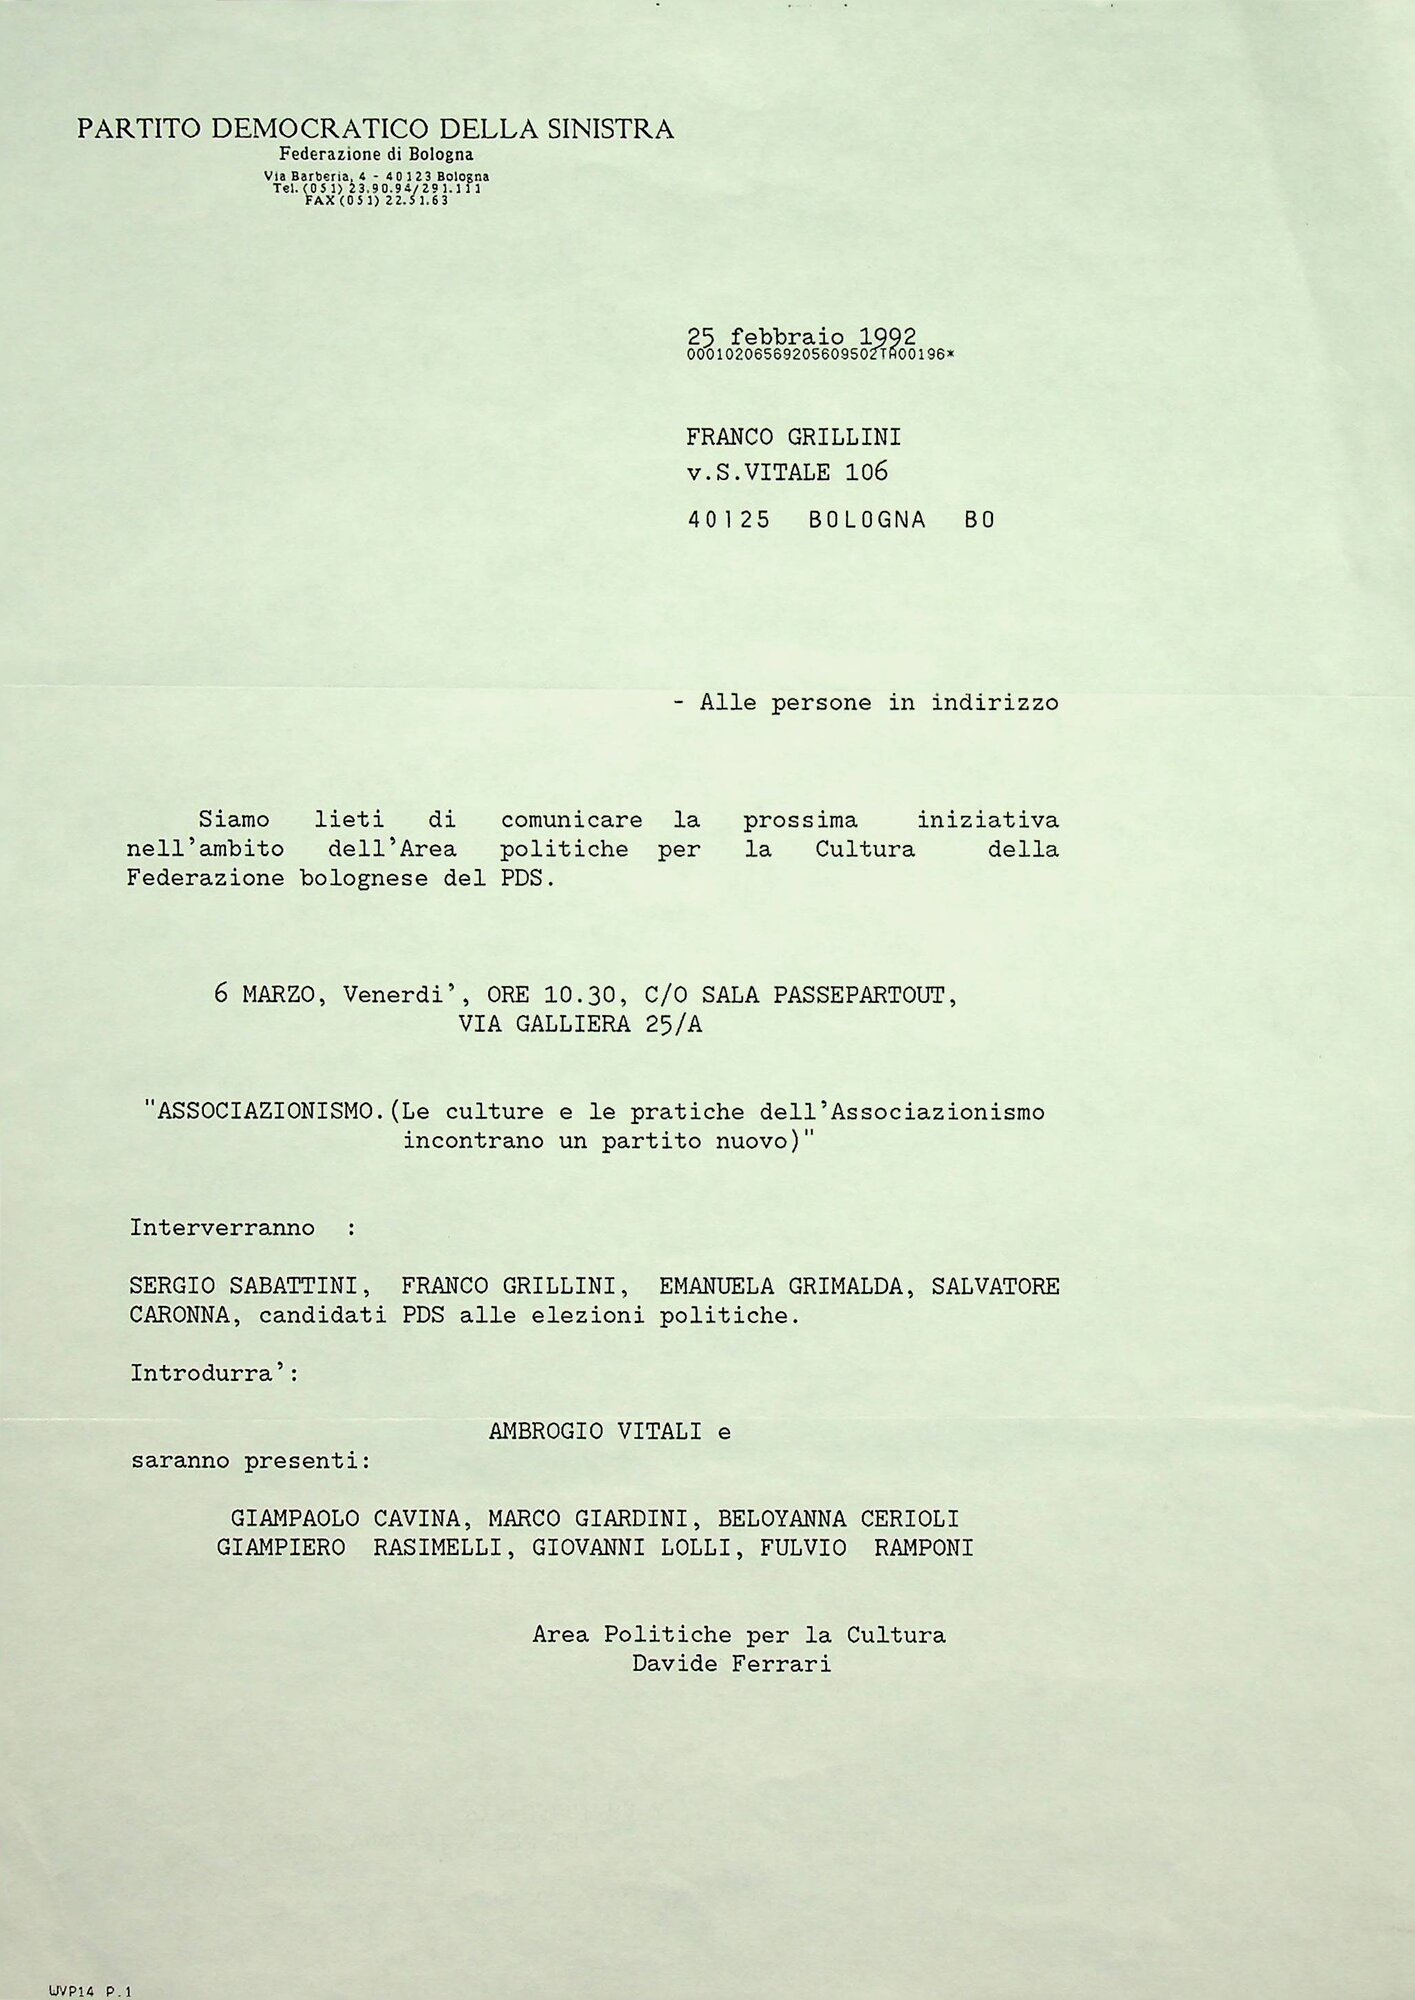 PARTITO DEMOCRATICO DELLA SINISTRA
Federazione di Bologna
Via Barberia, 4 - 40123 Bologna
Tel. (051) 23.90.94/291.111
FAX (051) 22.51.63
25 febbraio 1992
00010206569205609502TA00196*
FRANCO GRILLINI
v.S.VITALE 106
40125 BOLOGNA BO
- Alle persone in indirizzo
Siamo lieti di comunicare la prossima iniziativa
nell'ambito dell'Area politiche per la Cultura della
Federazione bolognese del PDS.
6 MARZO, Venerdi', ORE 10.30, C/O SALA PASSEPARTOUT,
VIA GALLIERA 25/A
"ASSOCIAZIONISMO.(Le culture e le pratiche dell'Associazionismo
incontrano un partito nuovo)"
Interverranno :
SERGIO SABATTINI, FRANCO GRILLINI, EMANUELA GRIMALDA, SALVATORE
CARONNA, candidati PDS alle elezioni politiche.
Introdurra':
AMBROGIO VITALI e
saranno presenti:
GIAMPAOLO CAVINA, MARCO GIARDINI, BELOYANNA CERIOLI
GIAMPIERO RASIMELLI, GIOVANNI LOLLI, FULVIO RAMPONI
Area Politiche per la Cultura
Davide Ferrari
WVP14 P.1